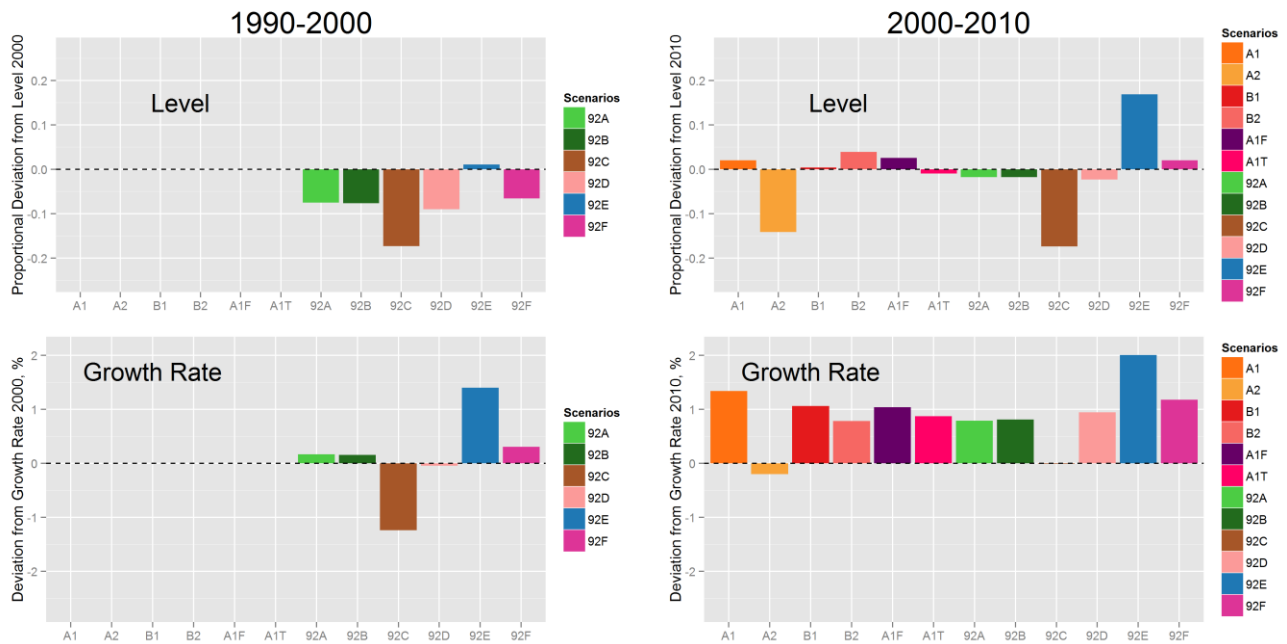 1990-2000
2000-2010
Proportional Deviation from Level 2000
0.2
0.1
0.0
-0.1
-0.2
Level
A1 A2 B1 B2 A1F A1T 92A 92B 92C 92D 92E 92F
Scenarios
92A
92B
92C
92D
92E
92F
Proportional Deviation from Level 2010
0.2
0.1
0.0
-0.1
-0.2
Level
A1 A2 B1 B2 A1F A1T 92A 92B 92C 92D 92E 92F
Scenarios
A1
A2
B1
B2
A1F
A1T
92A
92B
92C
92D
92E
92F
Deviation from Growth Rate 2000, %
2
1
0
-1
-2
Growth Rate
A1 A2 B1 B2 A1F A1T 92A 92B 92C 92D 92E 92F
Scenarios
92A
92B
92C
92D
92E
92F
Deviation from Growth Rate 2010, %
2
1
0
-1
-2
Growth Rate
A1 A2 B1 B2 A1F A1T 92A 92B 92C 92D 92E 92F
Scenarios
A1
A2
B1
B2
A1F
A1T
92A
92B
92C
92D
92E
92F